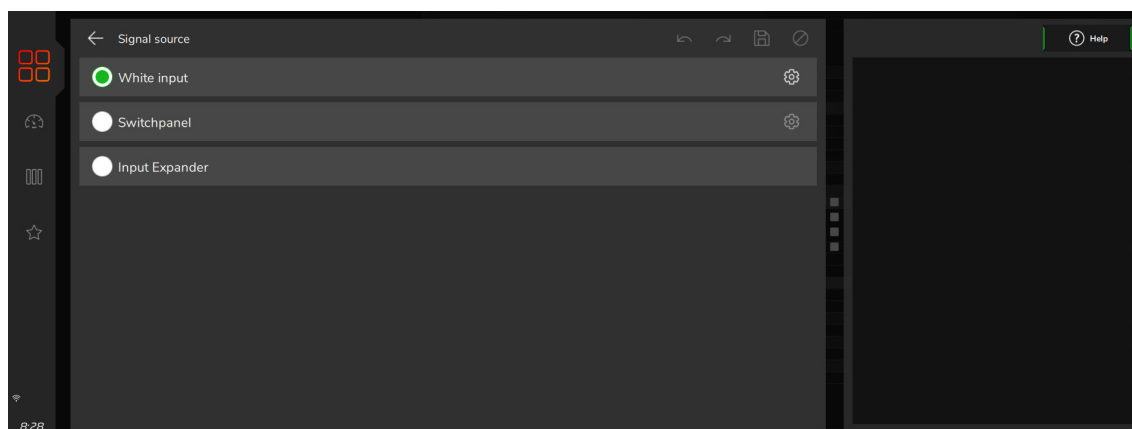 Signal source
Help
White input
Switchpanel
Input Expander
8:28